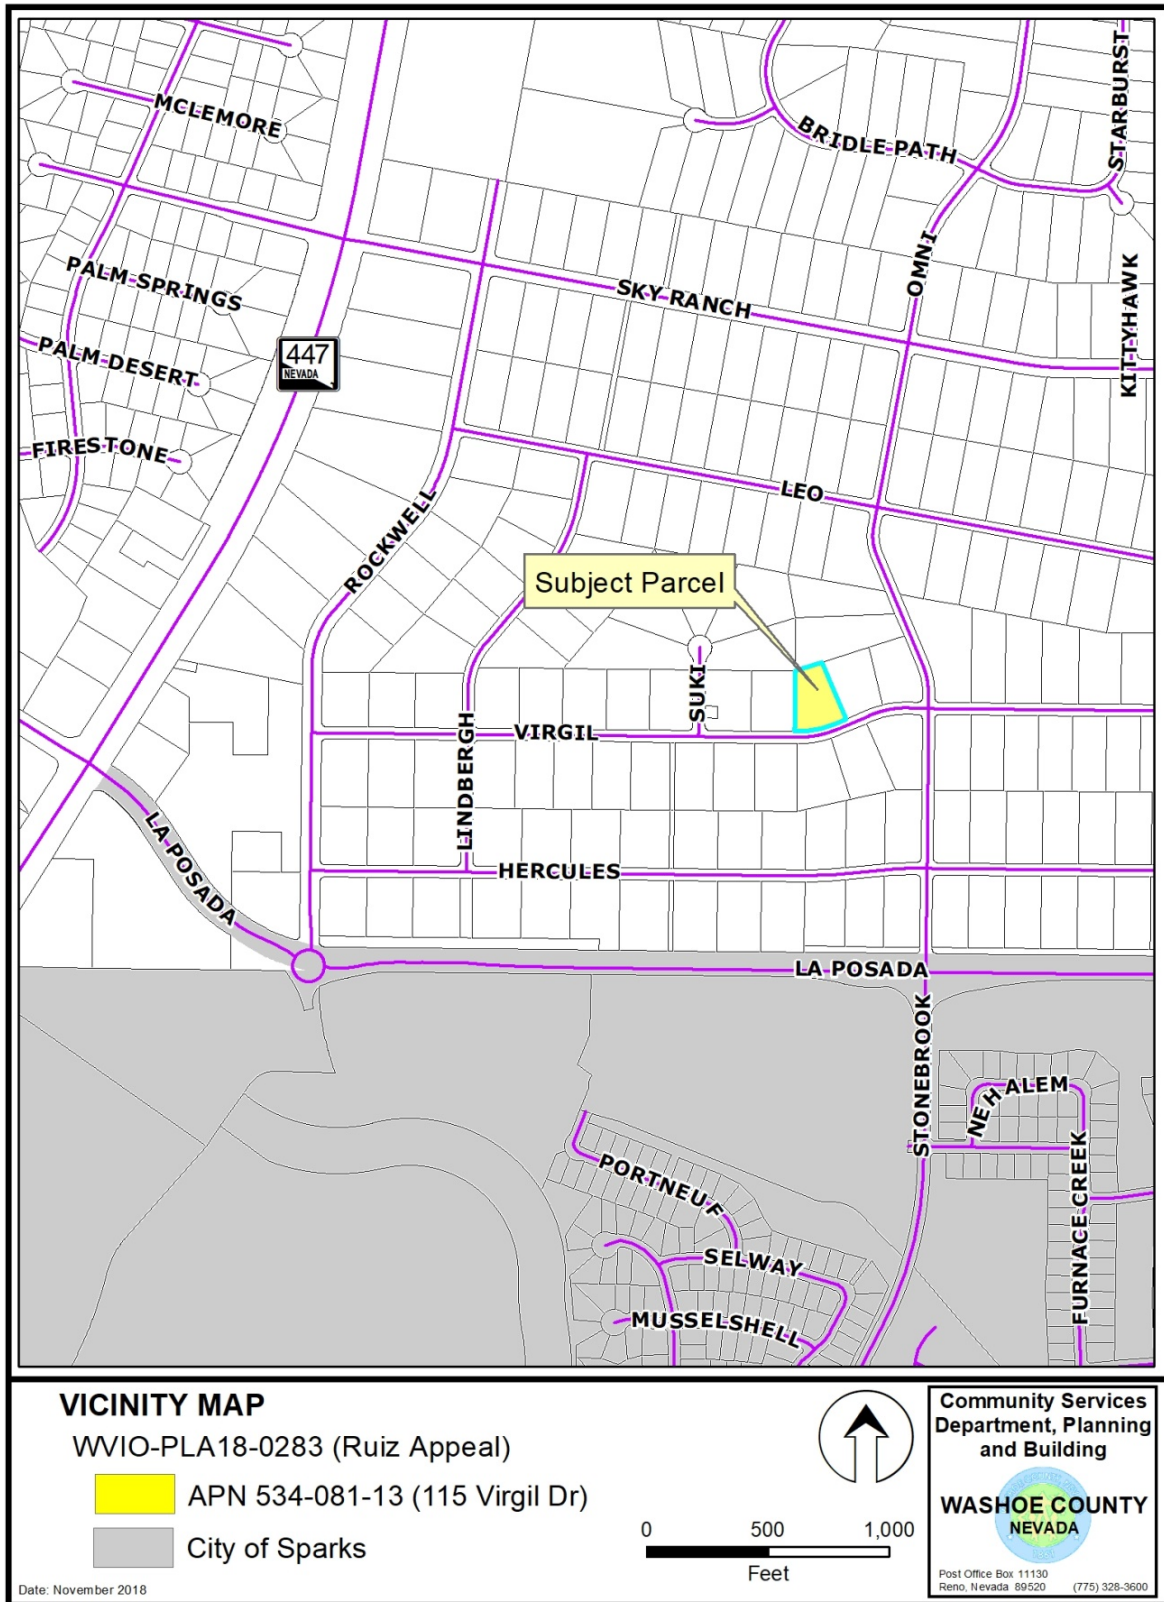 MCLEMORE
BRIDLE PATH
STARBURST
PALM SPRINGS
SKY RANCH
OMNI
KITTYHAWK
PALM DESERT
447
NEVADA
FIRESTONE
ROCKWELL
LEO
Subject Parcel
SUKI
LINDBERGH
VIRGIL
LA POSADA
HERCULES
LA POSADA
STONEBROOK
NEHALEM
PORTNEUF
FURNACE CREEK
SELWAY
MUSSELSHELL
VICINITY MAP
WVIO-PLA18-0283 (Ruiz Appeal)
APN 534-081-13 (115 Virgil Dr)
City of Sparks
Date: November 2018
0 500 1,000
Feet
Community Services
Department, Planning
and Building
WASHOE COUNTY
NEVADA
Post Office Box 11130
Reno, Nevada 89520 (775) 328-3600